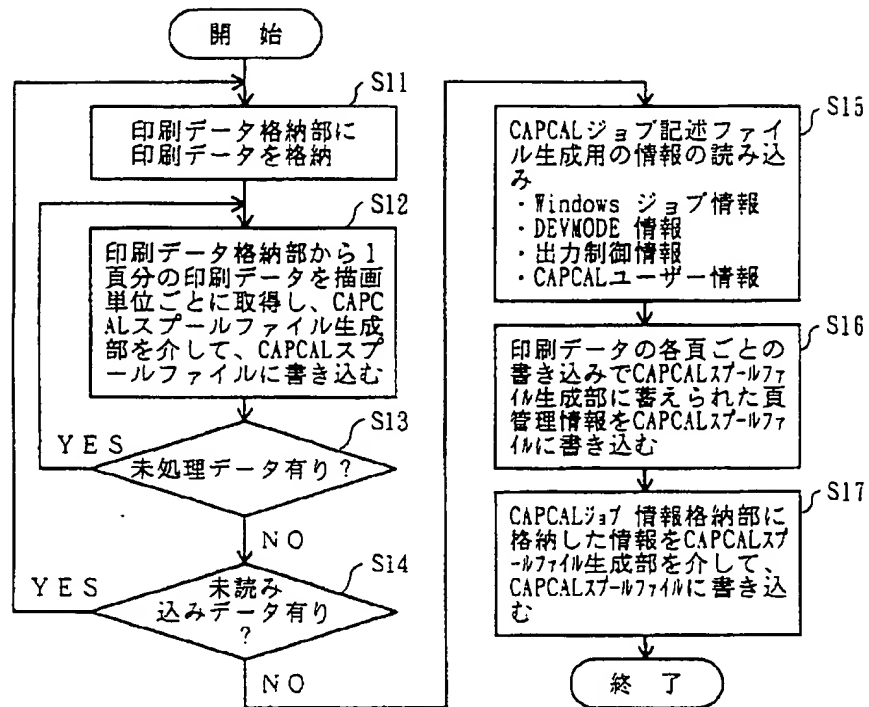 開 始
S11
印刷データ格納部に
印刷データを格納
S12
印刷データ格納部から1
頁分の印刷データを描画
単位ごとに取得し、CAPC
ALスプールファイル生成
部を介して、CAPCALスプ
ールファイルに書き込む
S13
YES
未処理データ有り?
NO
S14
YES
未読み
込みデータ有り
?
NO
S15
CAPCALジョブ記述ファイ
ル生成用の情報の読み込
み
・Windows ジョブ情報
・DEVMODE 情報
・出力制御情報
・CAPCALユーザー情報
S16
印刷データの各頁ごとの
書き込みでCAPCALスプールファ
イル生成部に蓄えられた頁
管理情報をCAPCALスプールファ
イルに書き込む
S17
CAPCALジョブ 情報格納部に
格納した情報をCAPCALスプ
ールファイル生成部を介して、
CAPCALスプールファイルに書き込
む
終 了